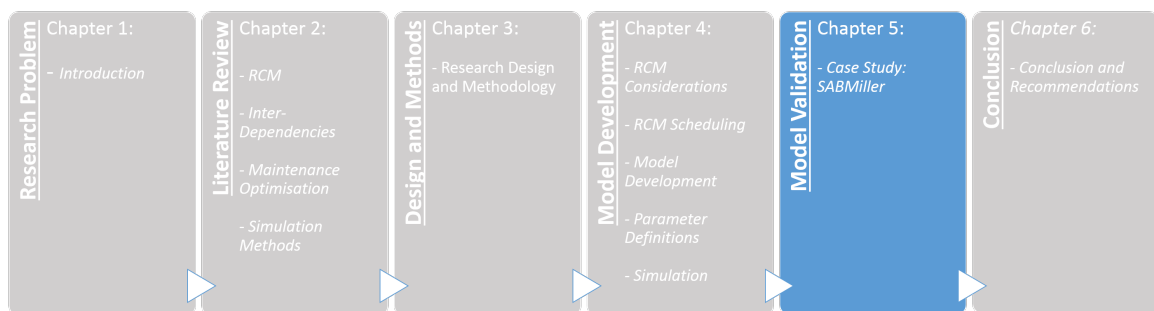 Research Problem
Chapter 1:
- Introduction
Literature Review
Chapter 2:
- RCM
- Inter-
Dependencies
- Maintenance
Optimisation
- Simulation
Methods
Design and Methods
Chapter 3:
- Research Design
and Methodology
Model Development
Chapter 4:
- RCM
Considerations
- RCM Scheduling
- Model
Development
- Parameter
Definitions
- Simulation
Model Validation
Chapter 5:
- Case Study:
SABMiller
Conclusion
Chapter 6:
- Conclusion and
Recommendations